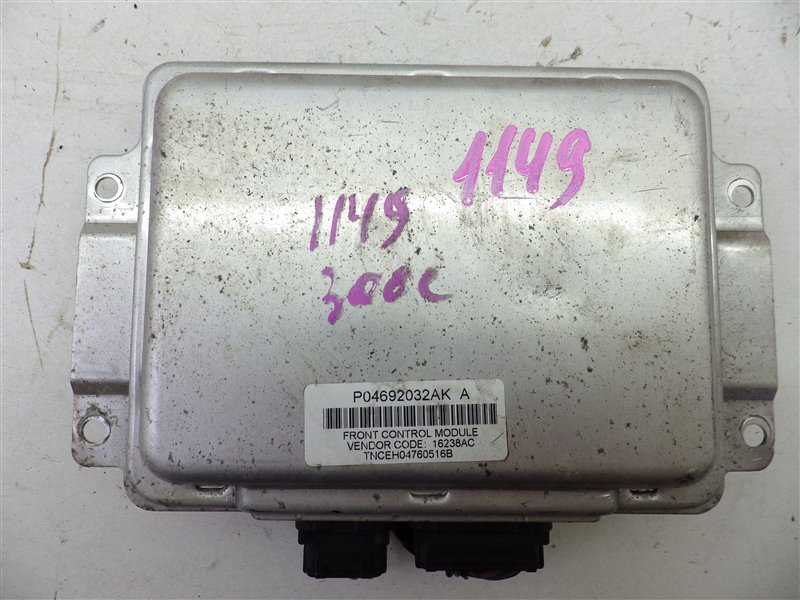 1149
1149
300C
P04692032AK A
FRONT CONTROL MODULE
VENDOR CODE: 16238AC
TNCEH04760516B